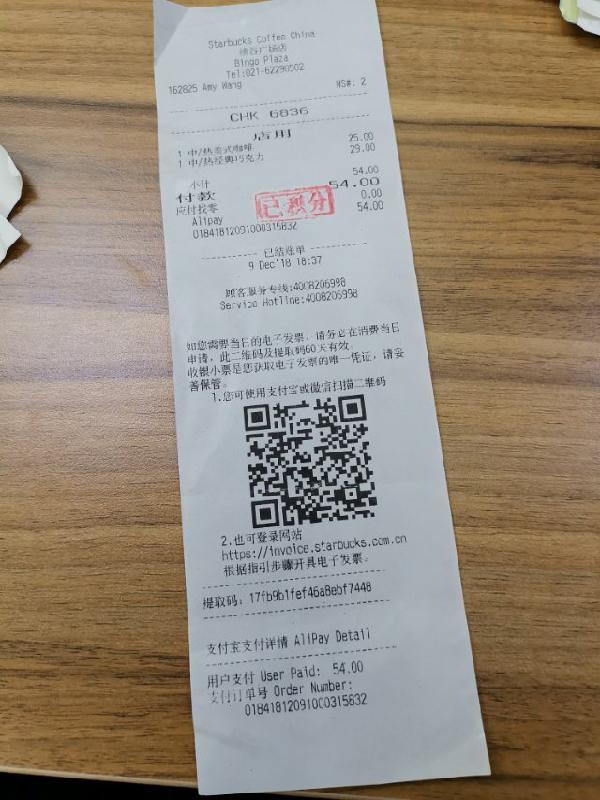 Starbucks Coffee China
缤谷广场店
Bingo Plaza
Tel:021-62290502
162825 Amy Wang WS#: 2
CHK 6836
店用
1 中/热美式咖啡 25.00
1 中/热经典巧克力 29.00
小计 54.00
付款 54.00
应付找零 0.00
Alipay 54.00
01841812091000315832
已积分
已结账单
9 Dec'18 18:37
顾客服务专线:4008206998
Service Hotline:4008206998
如您需要当日的电子发票，请务必在消费当日
申请，此二维码及提取码60天有效。
收银小票是您获取电子发票的唯一凭证，请妥
善保管。
1.您可使用支付宝或微信扫描二维码
2.也可登录网站
https://invoice.starbucks.com.cn
根据指引步骤开具电子发票。
提取码: 17fb9b1fef46a8ebf7448
支付宝支付详情 AliPay Detail
用户支付 User Paid: 54.00
支付订单号 Order Number:
01841812091000315832